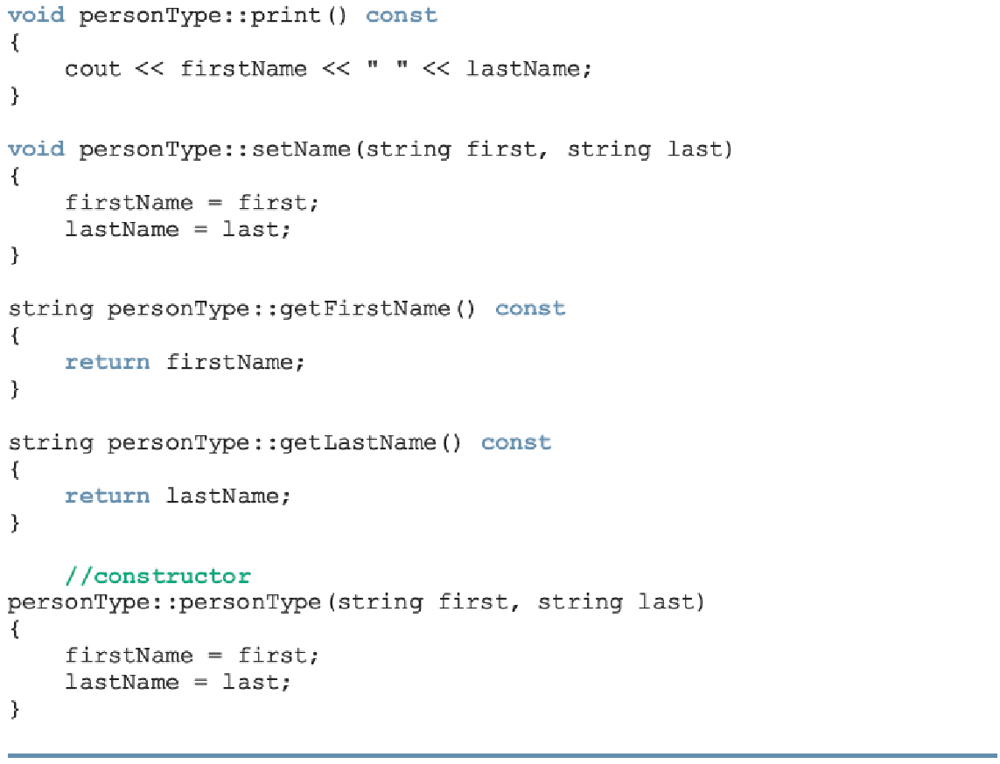 void personType::print() const
{
    cout << firstName << " " << lastName;
}

void personType::setName(string first, string last)
{
    firstName = first;
    lastName = last;
}

string personType::getFirstName() const
{
    return firstName;
}

string personType::getLastName() const
{
    return lastName;
}

    //constructor
personType::personType(string first, string last)
{
    firstName = first;
    lastName = last;
}